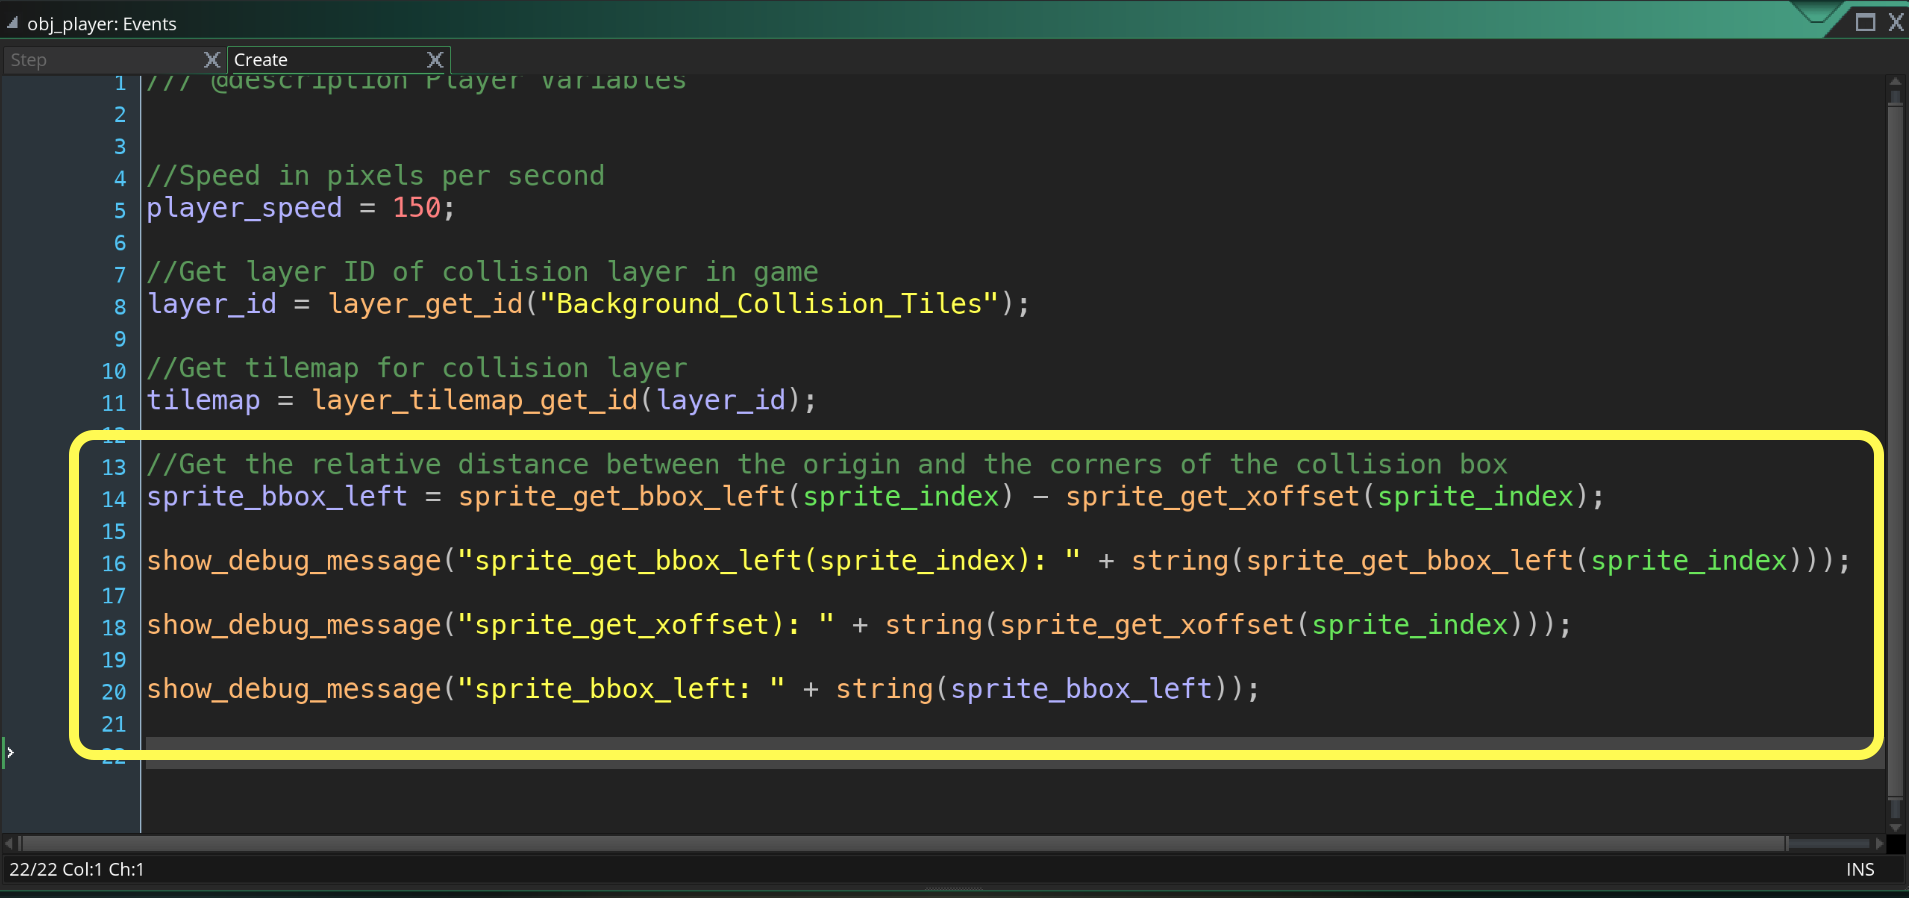 obj_player: Events
Step Create
1 /// @description Player Variables
2
3
4 //Speed in pixels per second
5 player_speed = 150;
6
7 //Get layer ID of collision layer in game
8 layer_id = layer_get_id("Background_Collision_Tiles");
9
10 //Get tilemap for collision layer
11 tilemap = layer_tilemap_get_id(layer_id);
12
13 //Get the relative distance between the origin and the corners of the collision box
14 sprite_bbox_left = sprite_get_bbox_left(sprite_index) - sprite_get_xoffset(sprite_index);
15
16 show_debug_message("sprite_get_bbox_left(sprite_index): " + string(sprite_get_bbox_left(sprite_index)));
17
18 show_debug_message("sprite_get_xoffset): " + string(sprite_get_xoffset(sprite_index)));
19
20 show_debug_message("sprite_bbox_left: " + string(sprite_bbox_left));
21
22
22/22 Col:1 Ch:1 INS